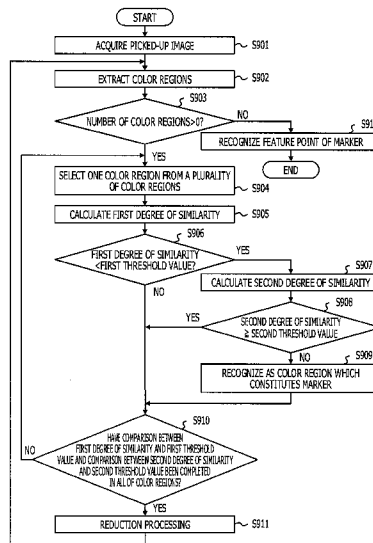 START
ACQUIRE PICKED-UP IMAGE
S901
EXTRACT COLOR REGIONS
S902
S903
NUMBER OF COLOR REGIONS>0?
NO
S91
RECOGNIZE FEATURE POINT OF MARKER
END
YES
SELECT ONE COLOR REGION FROM A PLURALITY
OF COLOR REGIONS
S904
CALCULATE FIRST DEGREE OF SIMILARITY
S905
S906
FIRST DEGREE OF SIMILARITY
<FIRST THRESHOLD VALUE?
YES
NO
S907
CALCULATE SECOND DEGREE OF SIMILARITY
S908
YES
SECOND DEGREE OF SIMILARITY
≧ SECOND THRESHOLD VALUE
NO
S909
RECOGNIZE AS COLOR REGION WHICH
CONSTITUTES MARKER
S910
NO
HAVE COMPARISON BETWEEN
FIRST DEGREE OF SIMILARITY AND FIRST THRESHOLD
VALUE AND COMPARISON BETWEEN SECOND DEGREE OF SIMILARITY
AND SECOND THRESHOLD VALUE BEEN COMPLETED
IN ALL OF COLOR REGIONS?
YES
REDUCTION PROCESSING
S911